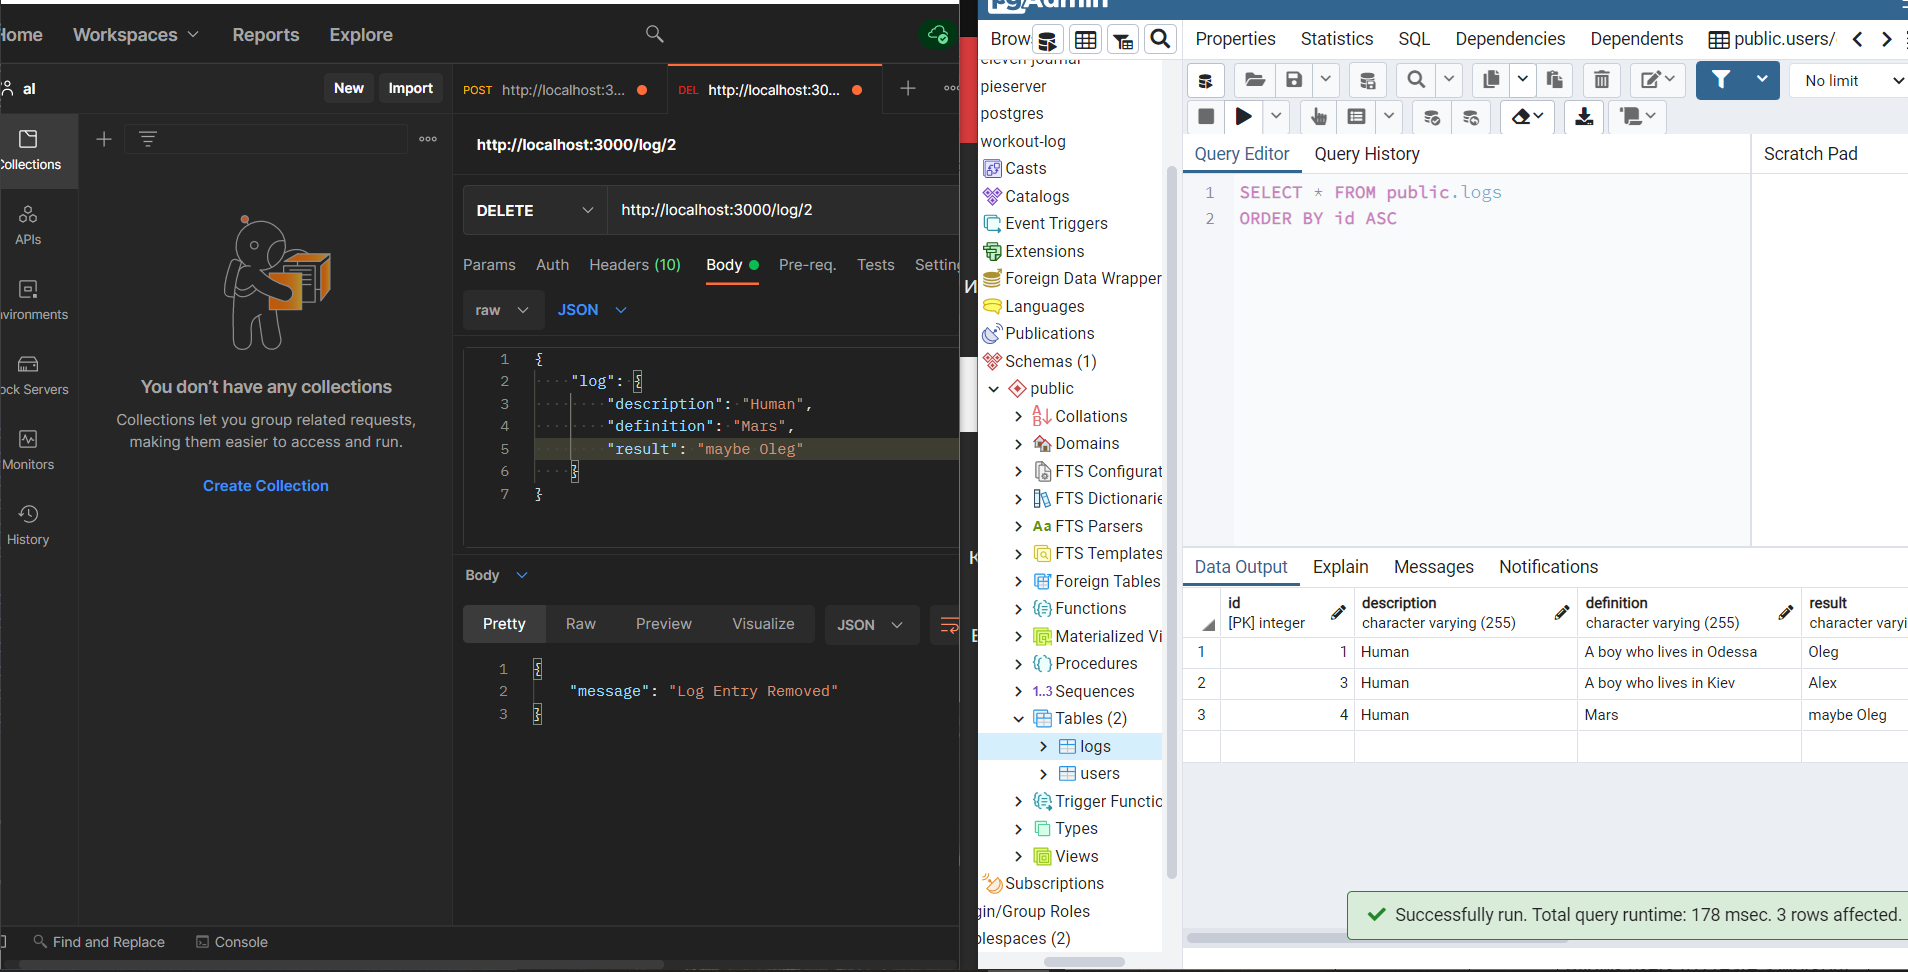 Home Workspaces Reports Explore
al New Import
POST http://localhost:3... DEL http://localhost:30...
Collections
APIs
Environments
Mock Servers
Monitors
History
You don't have any collections
Collections let you group related requests,
making them easier to access and run.
Create Collection
http://localhost:3000/log/2
DELETE http://localhost:3000/log/2
Params Auth Headers (10) Body Pre-req. Tests Setting
raw JSON
1 {
2 "log": {
3 "description": "Human",
4 "definition": "Mars",
5 "result": "maybe Oleg"
6 }
7 }
Body
Pretty Raw Preview Visualize JSON
1 {
2 "message": "Log Entry Removed"
3 }
Find and Replace Console
pgAdmin
Brows
eleven-journal
pieserver
postgres
workout-log
Casts
Catalogs
Event Triggers
Extensions
Foreign Data Wrapper
Languages
Publications
Schemas (1)
public
Collations
Domains
FTS Configurat
FTS Dictionarie
FTS Parsers
FTS Templates
Foreign Tables
Functions
Materialized Vi
Procedures
1..3 Sequences
Tables (2)
logs
users
Trigger Functio
Types
Views
Subscriptions
gin/Group Roles
blespaces (2)
Properties Statistics SQL Dependencies Dependents public.users/
No limit
Query Editor Query History Scratch Pad
1 SELECT * FROM public.logs
2 ORDER BY id ASC
Data Output Explain Messages Notifications
id description definition result
[PK] integer character varying (255) character varying (255) character varyi
1 1 Human A boy who lives in Odessa Oleg
2 3 Human A boy who lives in Kiev Alex
3 4 Human Mars maybe Oleg
Successfully run. Total query runtime: 178 msec. 3 rows affected.